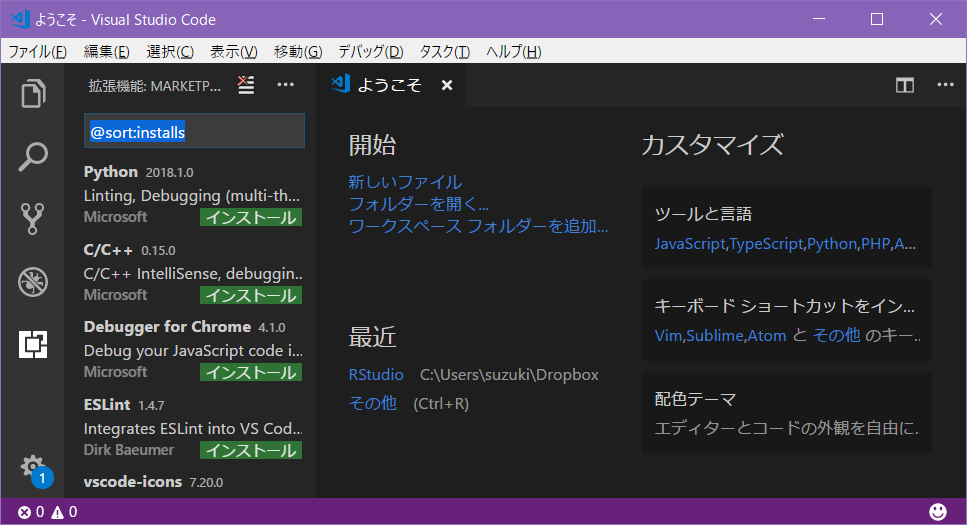 ようこそ - Visual Studio Code
ファイル(F) 編集(E) 選択(C) 表示(V) 移動(G) デバッグ(D) タスク(T) ヘルプ(H)
拡張機能: MARKETP...
@sort:installs
Python 2018.1.0
Linting, Debugging (multi-th...
Microsoft インストール
C/C++ 0.15.0
C/C++ IntelliSense, debuggin...
Microsoft インストール
Debugger for Chrome 4.1.0
Debug your JavaScript code i...
Microsoft インストール
ESLint 1.4.7
Integrates ESLint into VS Cod...
Dirk Baeumer インストール
vscode-icons 7.20.0
1
ようこそ
開始
新しいファイル
フォルダーを開く...
ワークスペース フォルダーを追加...
最近
RStudio C:\Users\suzuki\Dropbox
その他 (Ctrl+R)
カスタマイズ
ツールと言語
JavaScript,TypeScript,Python,PHP,A...
キーボード ショートカットをイン...
Vim,Sublime,Atom と その他 のキー...
配色テーマ
エディターとコードの外観を自由に...
0 0